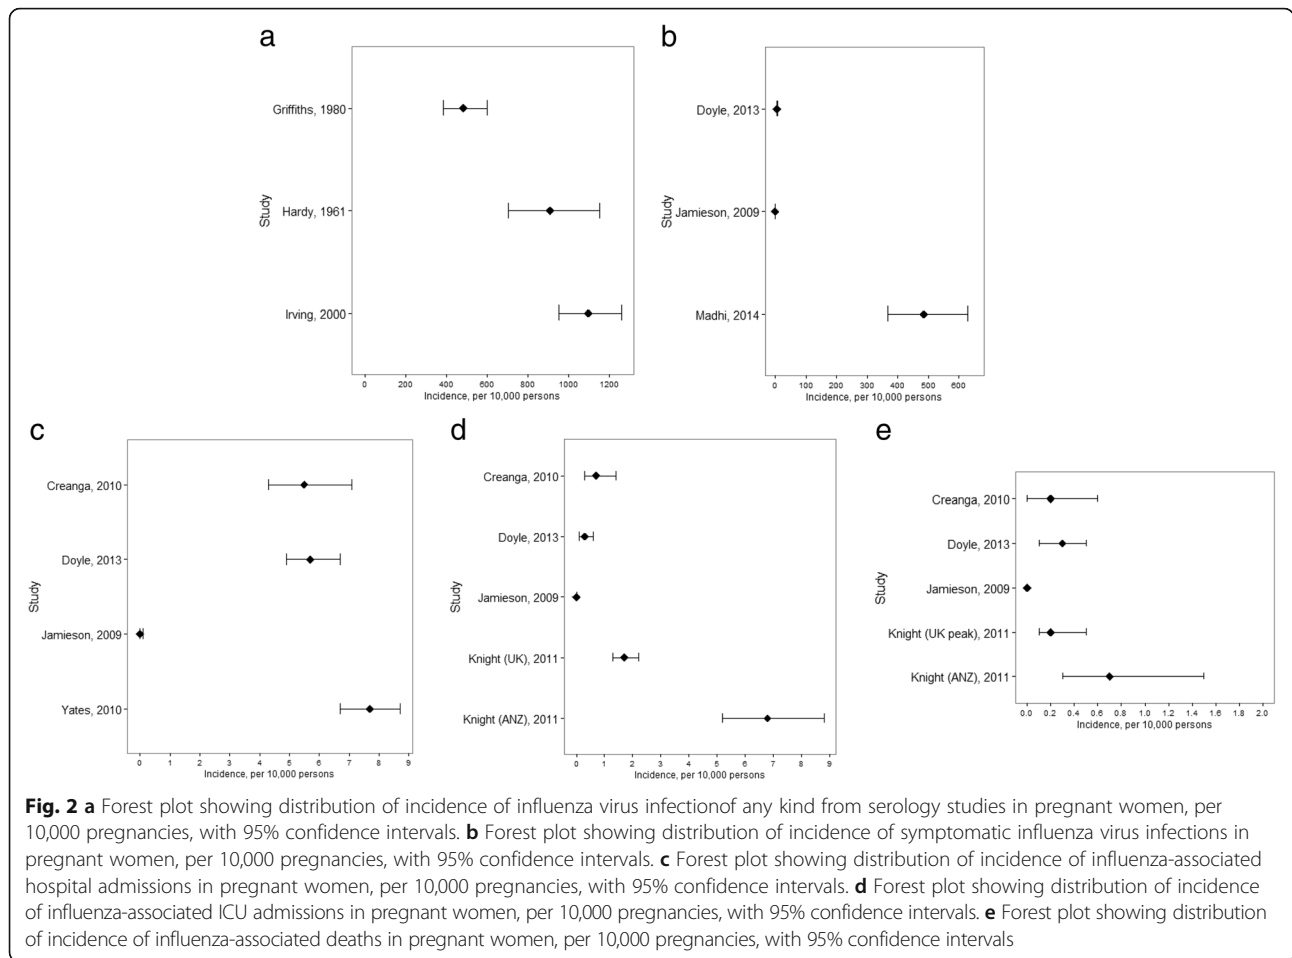 a
Griffiths, 1980
Hardy, 1961
Irving, 2000
Study
0 200 400 600 800 1000 1200
Incidence, per 10,000 persons
b
Doyle, 2013
Jamieson, 2009
Madhi, 2014
Study
0 100 200 300 400 500 600
Incidence, per 10,000 persons
c
Creanga, 2010
Doyle, 2013
Jamieson, 2009
Yates, 2010
Study
0 1 2 3 4 5 6 7 8 9
Incidence, per 10,000 persons
d
Creanga, 2010
Doyle, 2013
Jamieson, 2009
Knight (UK), 2011
Knight (ANZ), 2011
Study
0 1 2 3 4 5 6 7 8 9
Incidence, per 10,000 persons
e
Creanga, 2010
Doyle, 2013
Jamieson, 2009
Knight (UK peak), 2011
Knight (ANZ), 2011
Study
0.0 0.2 0.4 0.6 0.8 1.0 1.2 1.4 1.6 1.8 2.0
Incidence, per 10,000 persons
Fig. 2 a Forest plot showing distribution of incidence of influenza virus infectionof any kind from serology studies in pregnant women, per
10,000 pregnancies, with 95% confidence intervals. b Forest plot showing distribution of incidence of symptomatic influenza virus infections in
pregnant women, per 10,000 pregnancies, with 95% confidence intervals. c Forest plot showing distribution of incidence of influenza-associated
hospital admissions in pregnant women, per 10,000 pregnancies, with 95% confidence intervals. d Forest plot showing distribution of incidence
of influenza-associated ICU admissions in pregnant women, per 10,000 pregnancies, with 95% confidence intervals. e Forest plot showing distribution
of incidence of influenza-associated deaths in pregnant women, per 10,000 pregnancies, with 95% confidence intervals